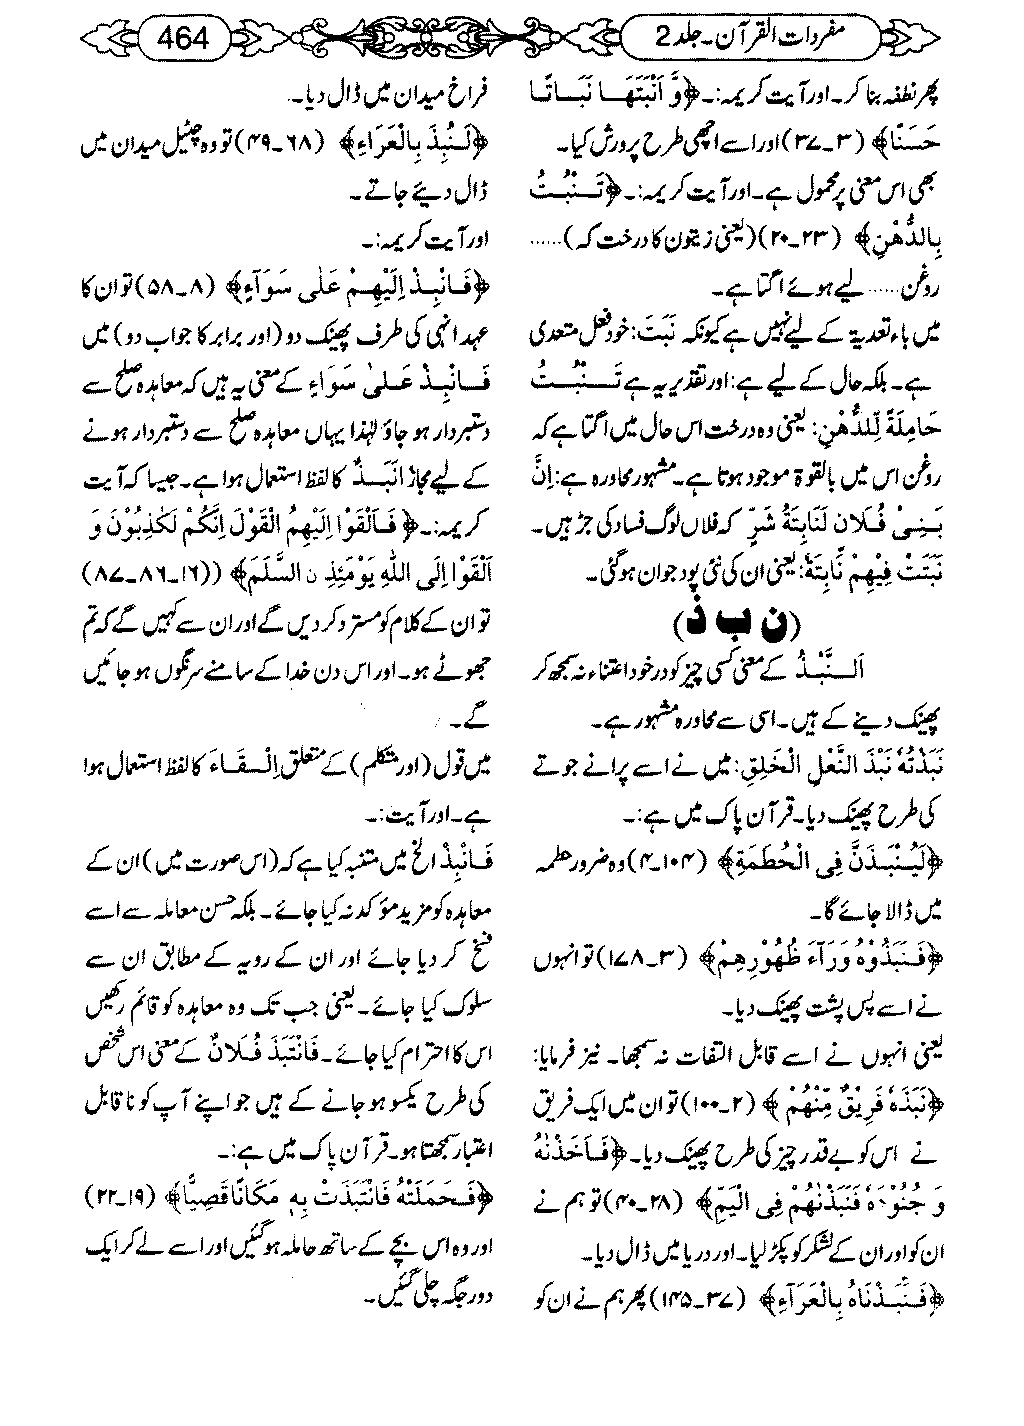 مفردات القرآن۔ جلد 2
464
پھر نطفہ بنا کر۔ اور آیت کریمہ:۔ ﴿وَّ اَنْۢبَتَهَا نَبَاتًا
حَسَنًا﴾ (۳۔۳۷) اور اسے اچھی طرح پرورش کیا۔
بھی اس معنی پر محمول ہے۔ اور آیت کریمہ:۔ ﴿تَنْۢبُتُ
بِالدُّهْنِ﴾ (۲۳۔۲۰) (یعنی زیتون کا درخت کہ) ......
روغن ...... لیے ہوئے اگتا ہے۔
میں باء تعدیۃ کے لیے نہیں ہے کیونکہ نَبَتَ: خود فعل متعدی
ہے۔ بلکہ حال کے لیے ہے: اور تقدیر یہ ہے تَنْبُتُ
حَامِلَةً لِّلدُّهْنِ: یعنی وہ درخت اس حال میں اگتا ہے کہ
روغن اس میں بالقوۃ موجود ہوتا ہے۔ مشہور محاورہ ہے: اِنَّ
بَنِیْ فُلَانٍ لَنَابِتَةُ شَرٍّ کہ فلاں لوگ فساد کی جڑ ہیں۔
نَبَتَتْ فِیْهِمْ نَّابِتَةٌ: یعنی ان کی نئی پود جوان ہوگئی۔
(ن ب ذ)
اَلنَّبْذُ کے معنی کسی چیز کو در خور اعتناء نہ سمجھ کر
پھینک دینے کے ہیں۔ اسی سے محاورہ مشہور ہے۔
نَبَذْتُهٗ نَبْذَ النَّعْلِ الْخَلِقِ: میں نے اسے پرانے جوتے
کی طرح پھینک دیا۔ قرآن پاک میں ہے:۔
﴿لَیُنْۢبَذَنَّ فِی الْحُطَمَةِ﴾ (۱۰۴۔۴) وہ ضرور حطمہ
میں ڈالا جائے گا۔
﴿فَنَبَذُوْهُ وَرَآءَ ظُهُوْرِهِمْ﴾ (۳۔۱۷۸) تو انہوں
نے اسے پس پشت پھینک دیا۔
یعنی انہوں نے اسے قابل التفات نہ سمجھا۔ نیز فرمایا:
﴿نَبَذَهٗ فَرِیْقٌ مِّنْهُمْ﴾ (۲۔۱۰۰) تو ان میں ایک فریق
نے اس کو بے قدر چیز کی طرح پھینک دیا۔ ﴿فَاَخَذْنٰهُ
وَ جُنُوْدَهٗ فَنَبَذْنٰهُمْ فِی الْیَمِّ﴾ (۲۸۔۴۰) تو ہم نے
ان کو اور ان کے لشکر کو پکڑ لیا۔ اور دریا میں ڈال دیا۔
﴿فَنَبَذْنَاهُ بِالْعَرَآءِ﴾ (۳۷۔۱۴۵) پھر ہم نے ان کو
فراخ میدان میں ڈال دیا۔
﴿لَنُبِذَ بِالْعَرَاءِ﴾ (۶۸۔۴۹) تو وہ چٹیل میدان میں
ڈال دیئے جاتے۔
اور آیت کریمہ:۔
﴿فَانْۢبِذْ اِلَیْهِمْ عَلٰی سَوَآءٍ﴾ (۸۔۵۸) تو ان کا
عہد انہی کی طرف پھینک دو (اور برابر کا جواب دو) میں
فَانْبِذْ عَلٰی سَوَاءٍ کے معنی یہ ہیں کہ معاہدہ صلح سے
دستبردار ہو جاؤ لہٰذا یہاں معاہدہ صلح سے دستبردار ہونے
کے لیے مجازًا نَبْذٌ کا لفظ استعمال ہوا ہے۔ جیسا کہ آیت
کریمہ:۔ ﴿فَاَلْقَوْا اِلَیْهِمُ الْقَوْلَ اِنَّكُمْ لَكٰذِبُوْنَ وَ
اَلْقَوْا اِلَی اللّٰهِ یَوْمَئِذِ نِ السَّلَمَ﴾ ((۱۶۔۸۶۔۸۷)
تو ان کے کلام کو مسترد کر دیں گے اور ان سے کہیں گے کہ تم
جھوٹے ہو۔ اور اس دن خدا کے سامنے سرنگوں ہو جائیں
گے۔
میں قول (اور متکلم) کے متعلق اِلْقَاءَ کا لفظ استعمال ہوا
ہے۔ اور آیت:۔
فَانْبِذْ الخ میں متنبہ کیا ہے کہ (اس صورت میں) ان کے
معاہدہ کو مزید مؤکد نہ کیا جائے۔ بلکہ حسن معاملہ سے اسے
فسخ کر دیا جائے اور ان کے رویہ کے مطابق ان سے
سلوک کیا جائے۔ یعنی جب تک وہ معاہدہ کو قائم رکھیں
اس کا احترام کیا جائے۔ فَانْتَبَذَ فُلَانٌ کے معنی اس شخص
کی طرح یکسو ہو جانے کے ہیں جو اپنے آپ کو نا قابل
اعتبار سمجھتا ہو۔ قرآن پاک میں ہے:۔
﴿فَحَمَلَتْهُ فَانْتَبَذَتْ بِهٖ مَكَانًا قَصِیًّا﴾ (۱۹۔۲۲)
اور وہ اس بچے کے ساتھ حاملہ ہوگئیں اور اسے لے کر ایک
دور جگہ چلی گئیں۔